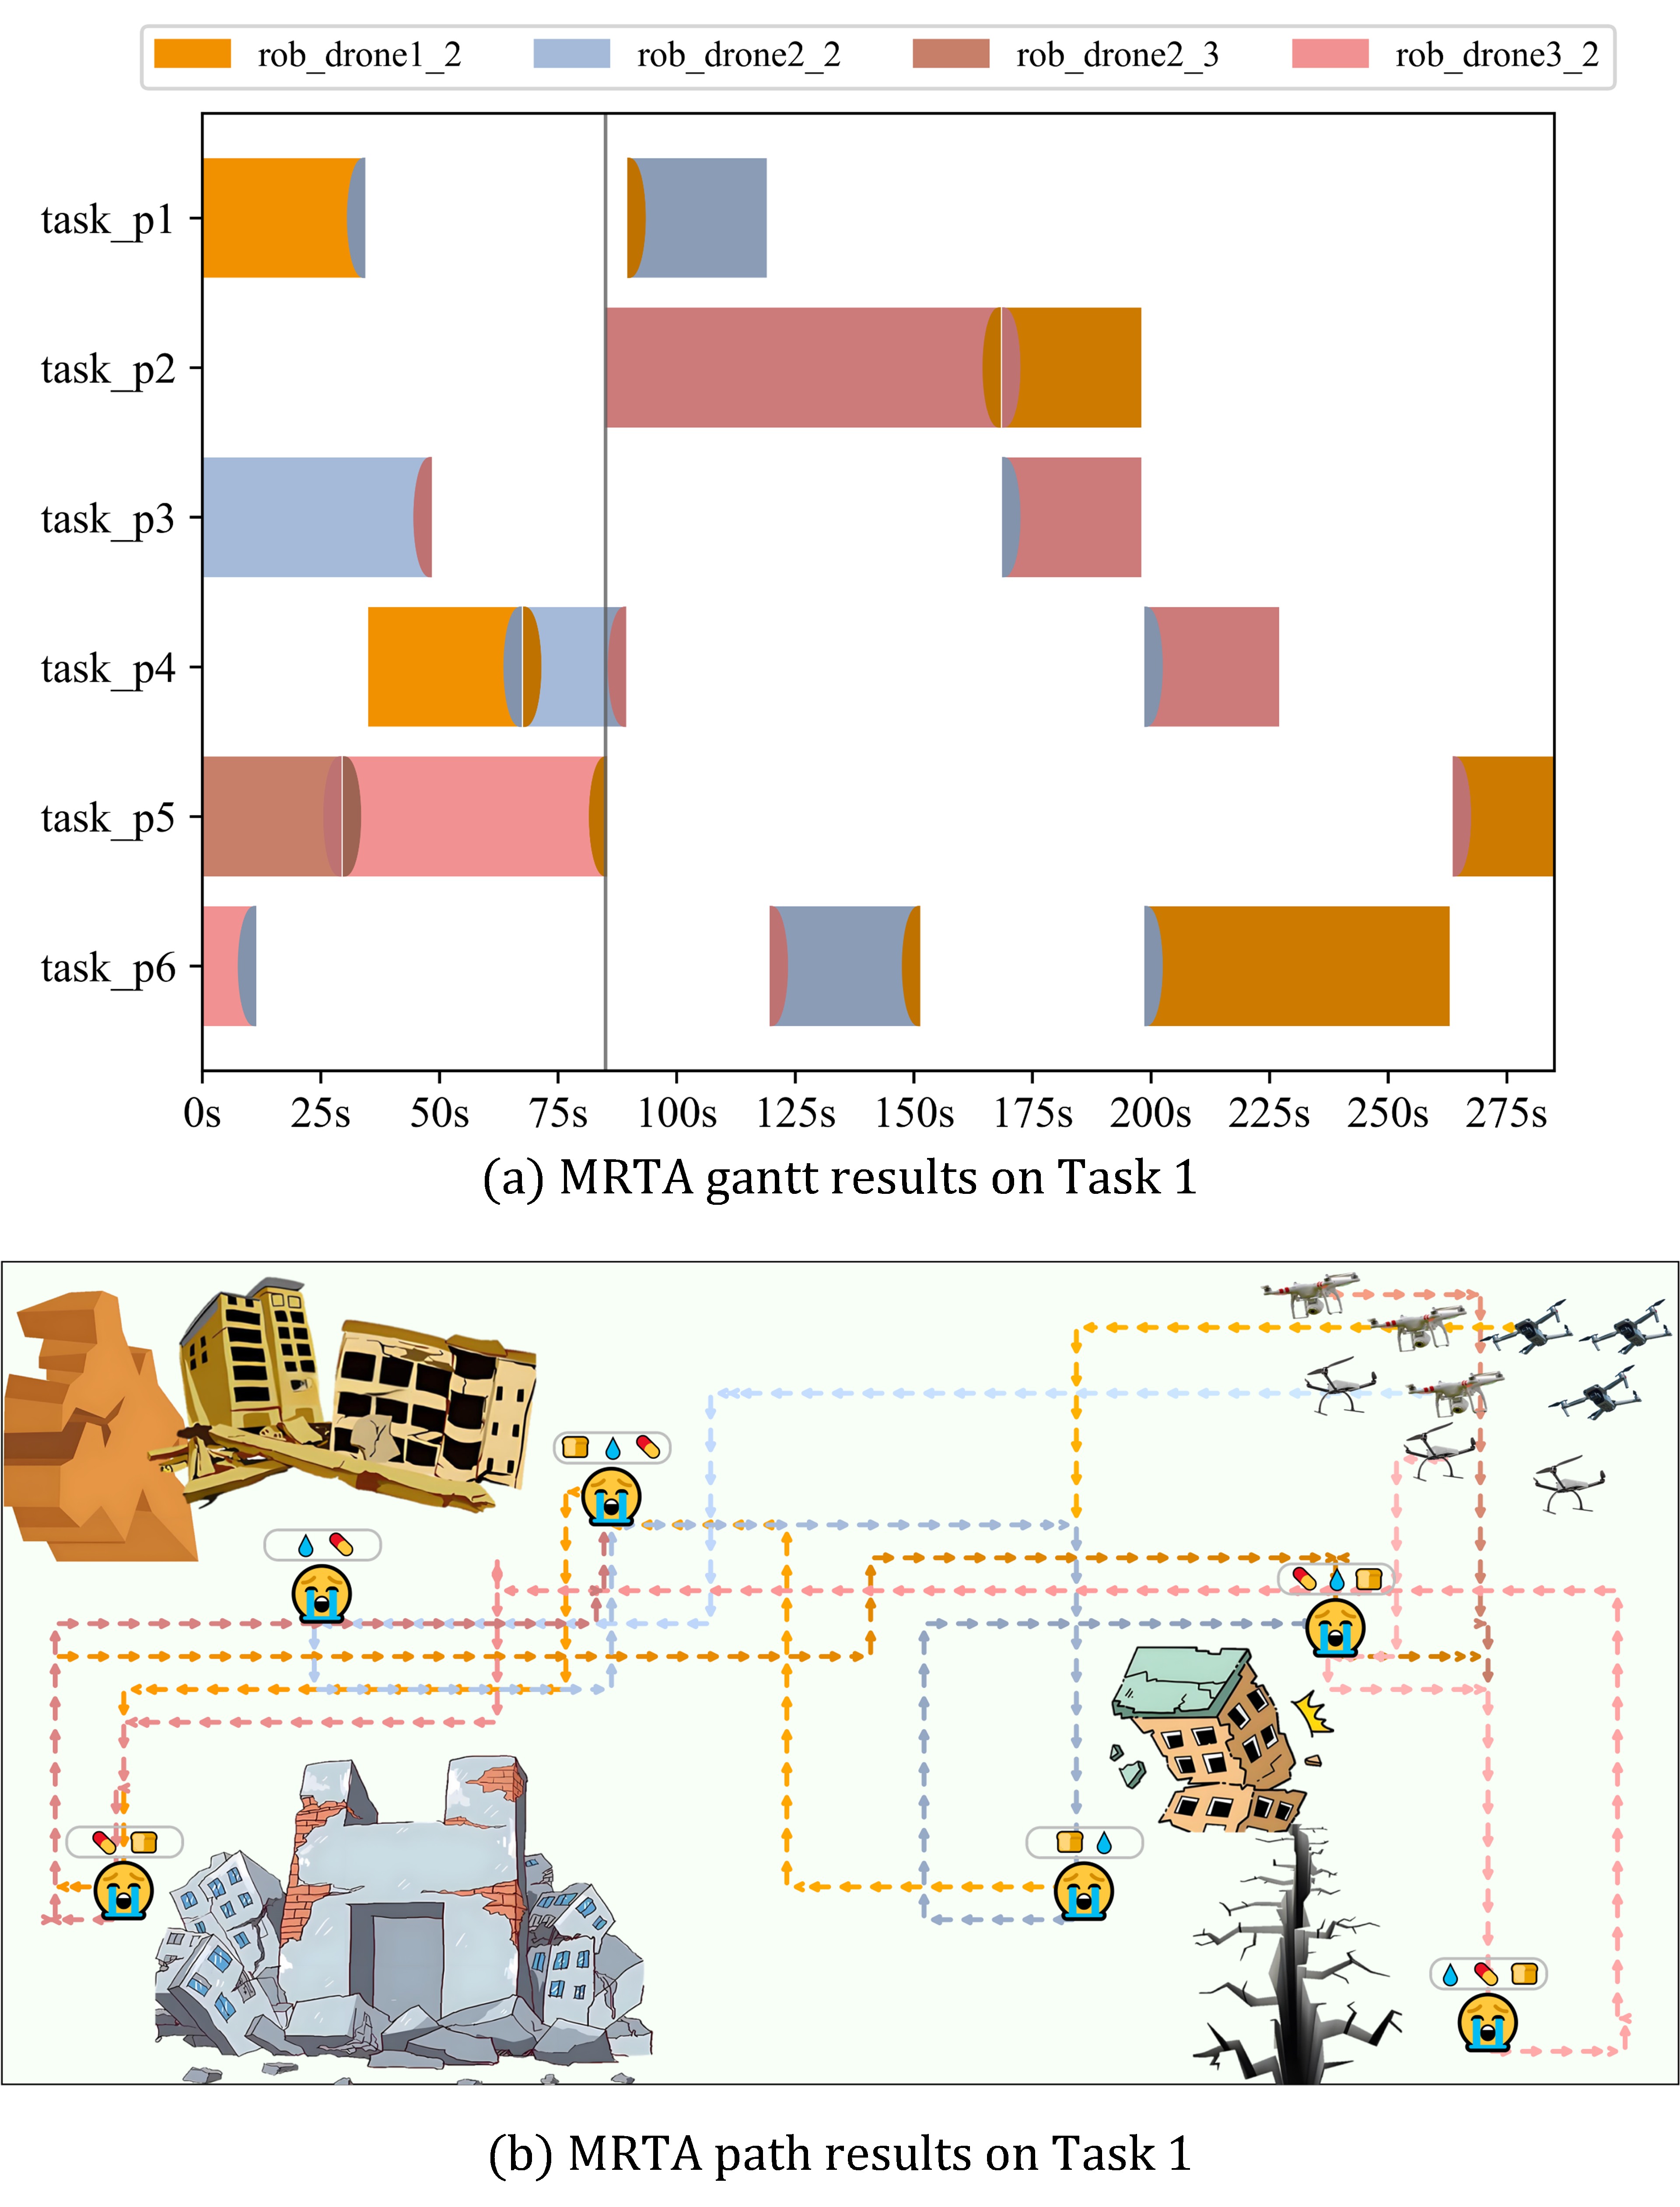 rob_drone1_2 rob_drone2_2 rob_drone2_3 rob_drone3_2
task_p1
task_p2
task_p3
task_p4
task_p5
task_p6
0s 25s 50s 75s 100s 125s 150s 175s 200s 225s 250s 275s
(a) MRTA gantt results on Task 1
(b) MRTA path results on Task 1